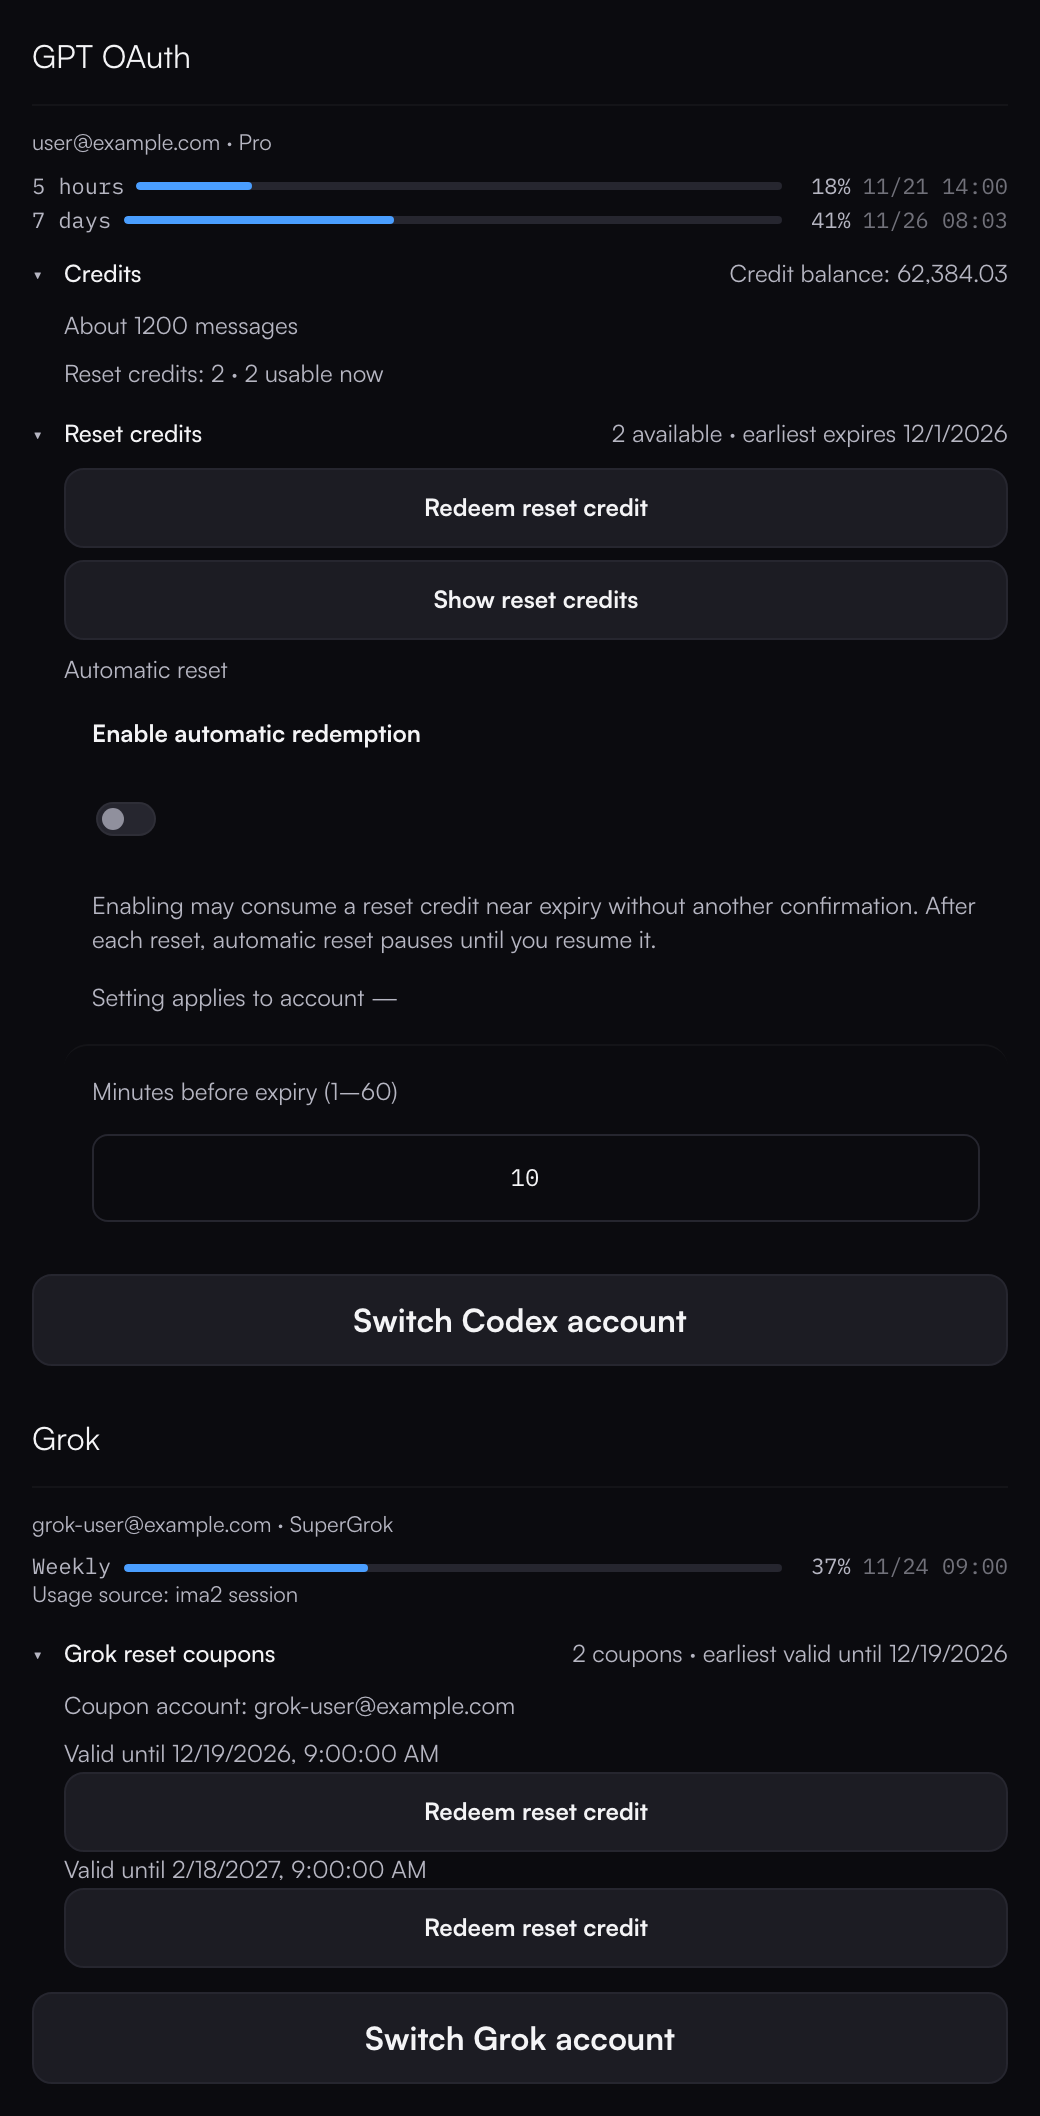 GPT OAuth
user@example.com · Pro
5 hours 18% 11/21 14:00
7 days 41% 11/26 08:03
▾ Credits Credit balance: 62,384.03
About 1200 messages
Reset credits: 2 · 2 usable now
▾ Reset credits 2 available · earliest expires 12/1/2026
Redeem reset credit
Show reset credits
Automatic reset
Enable automatic redemption
Enabling may consume a reset credit near expiry without another confirmation. After
each reset, automatic reset pauses until you resume it.
Setting applies to account —
Minutes before expiry (1–60)
10
Switch Codex account
Grok
grok-user@example.com · SuperGrok
Weekly 37% 11/24 09:00
Usage source: ima2 session
▾ Grok reset coupons 2 coupons · earliest valid until 12/19/2026
Coupon account: grok-user@example.com
Valid until 12/19/2026, 9:00:00 AM
Redeem reset credit
Valid until 2/18/2027, 9:00:00 AM
Redeem reset credit
Switch Grok account